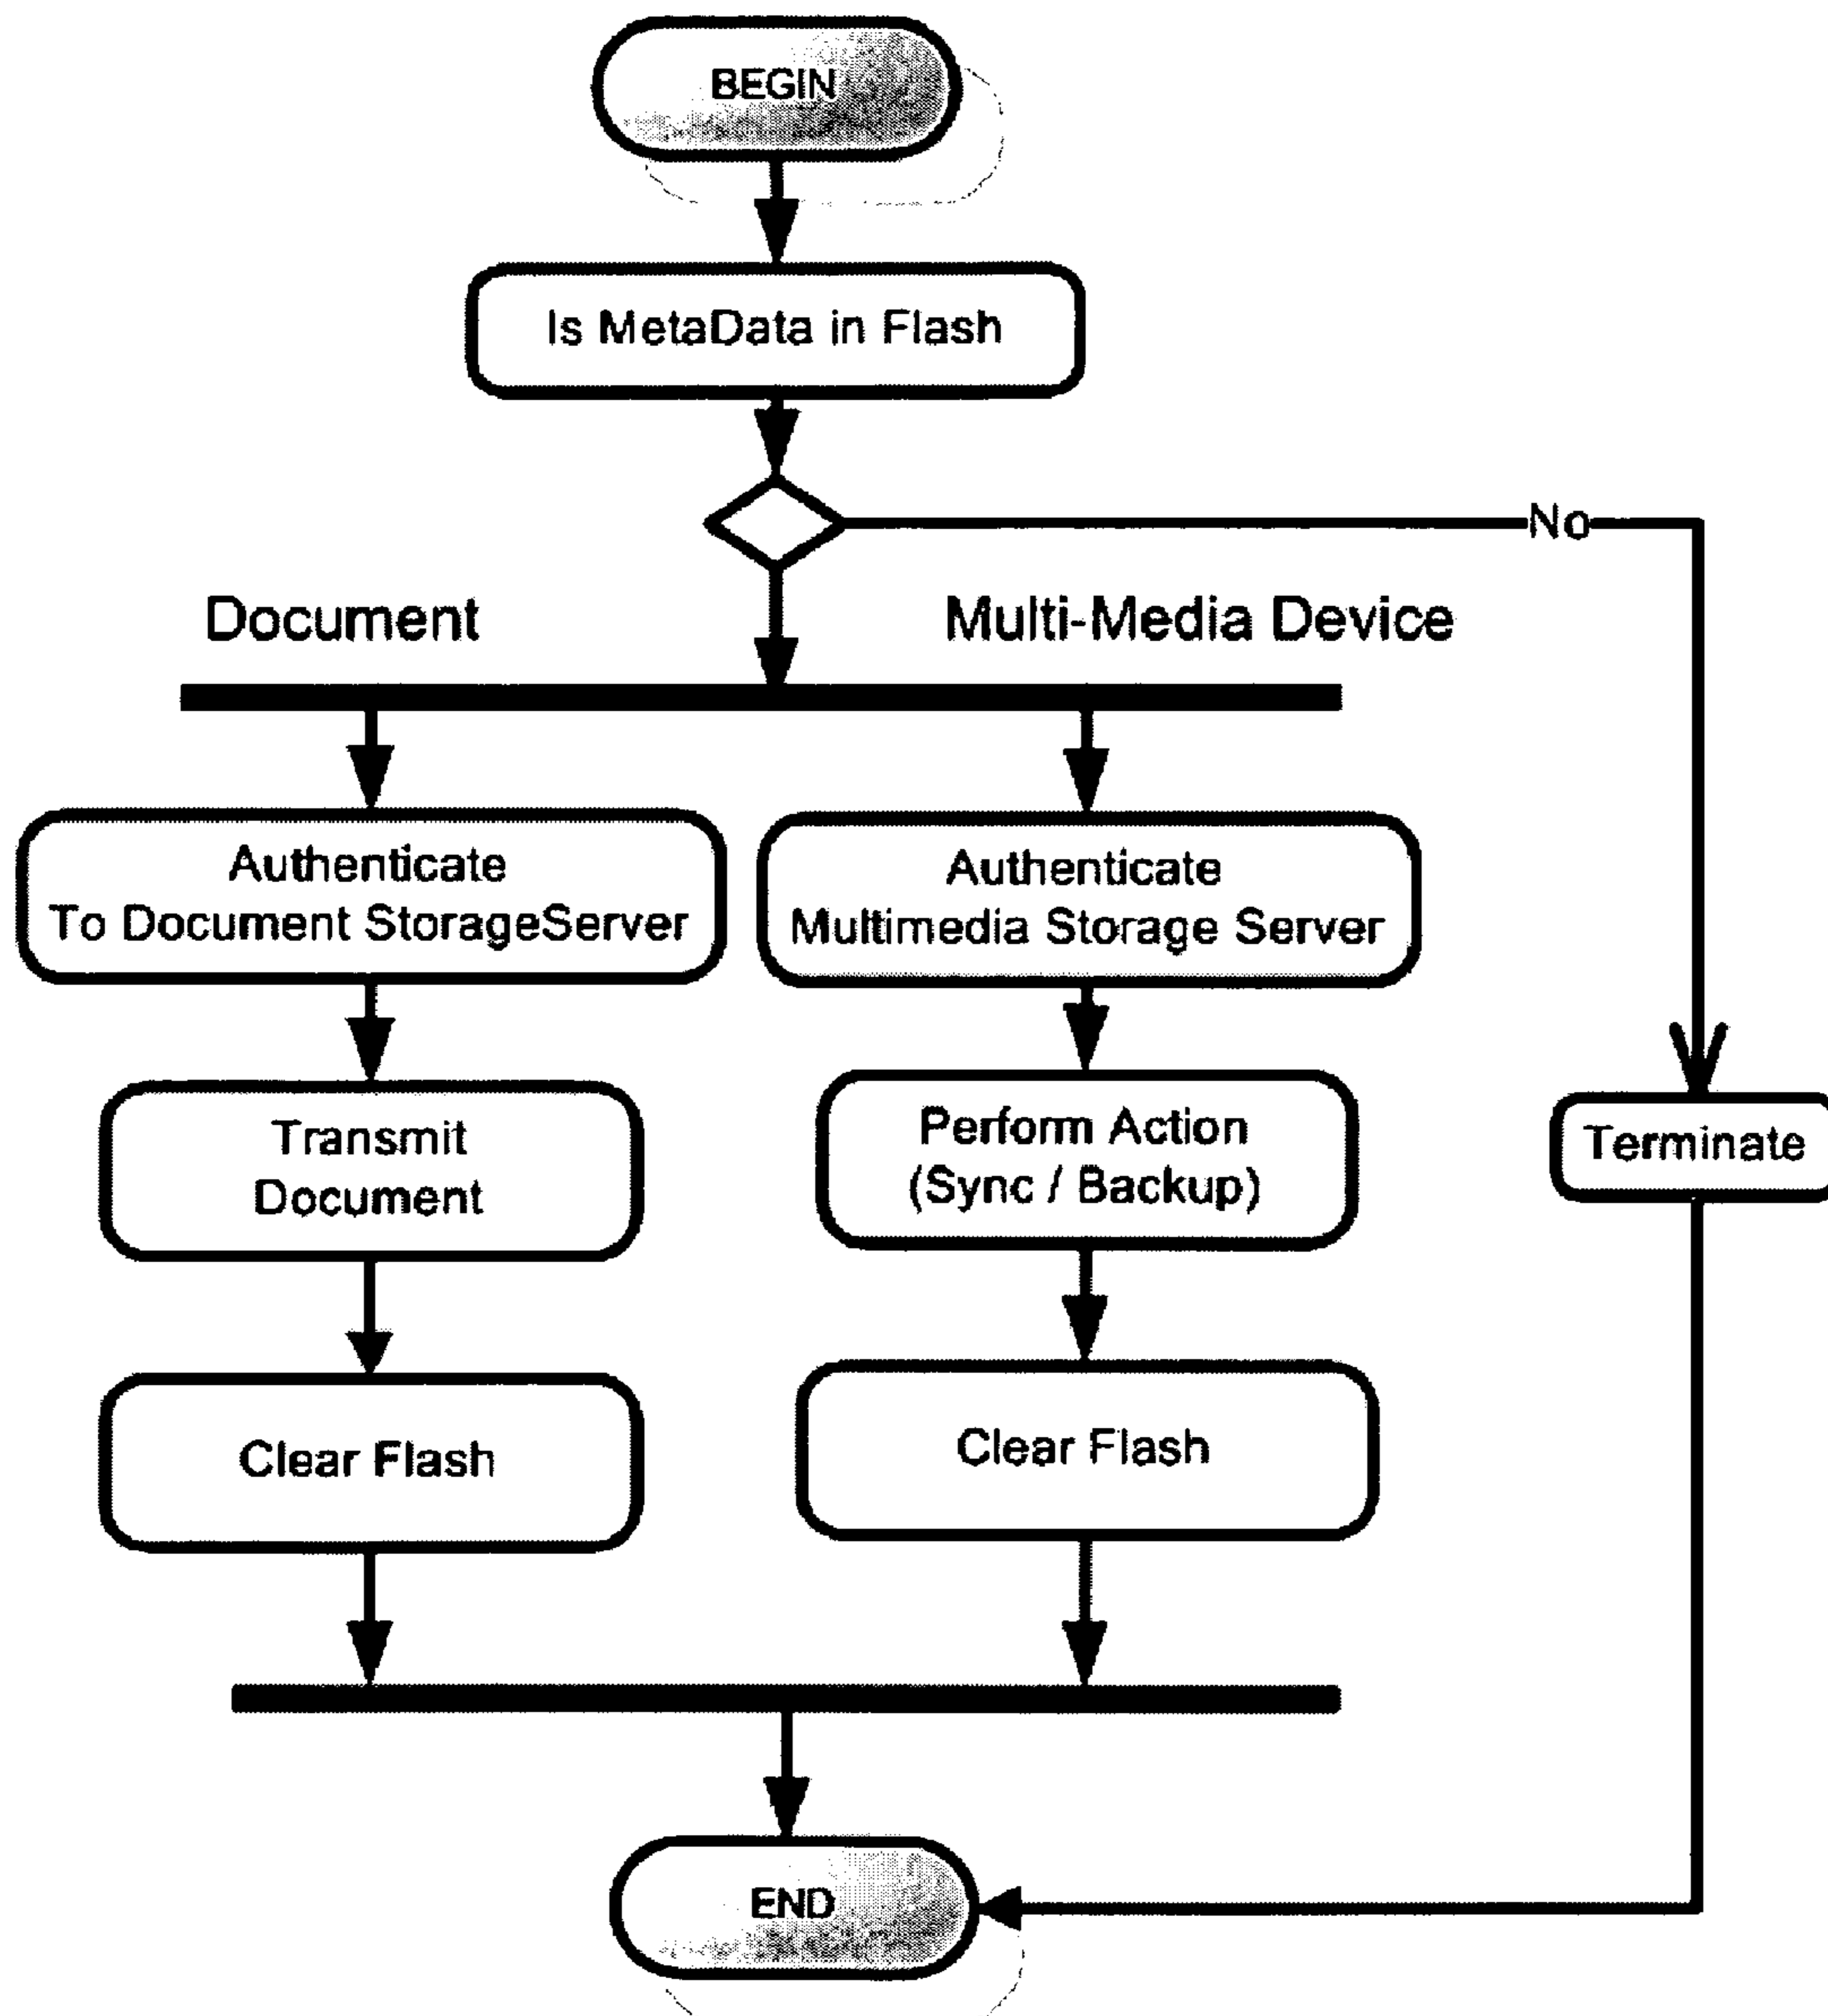 BEGIN
Is MetaData in Flash
No
Document
Multi-Media Device
Authenticate
To Document StorageServer
Authenticate
Multimedia Storage Server
Transmit
Document
Perform Action
(Sync / Backup)
Terminate
Clear Flash
Clear Flash
END